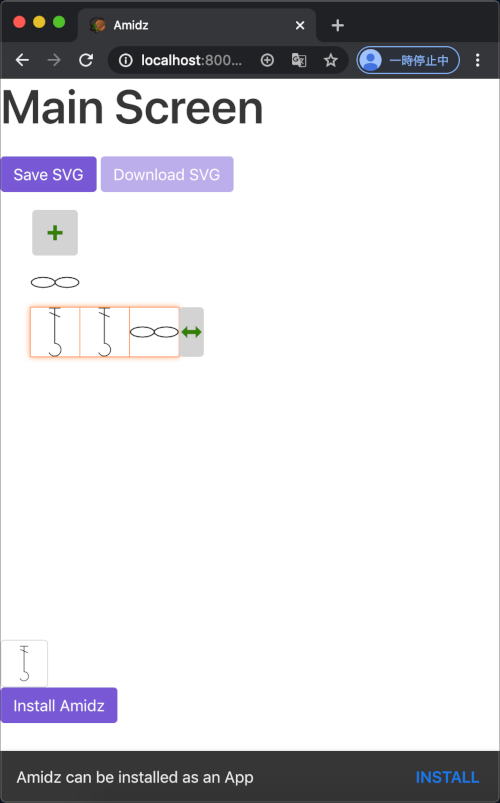 Amidz
localhost:800...
一時停止中
Main Screen
Save SVG
Download SVG
Install Amidz
Amidz can be installed as an App
INSTALL